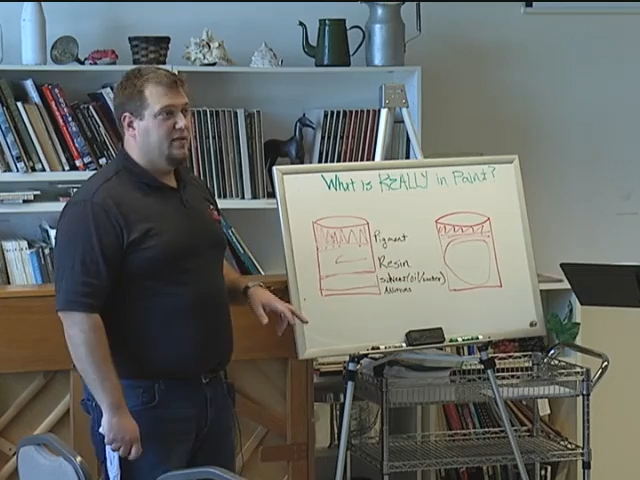 What is REALLY in Paint?
Pigment
Resin
Solvent (oil/water)
Additives